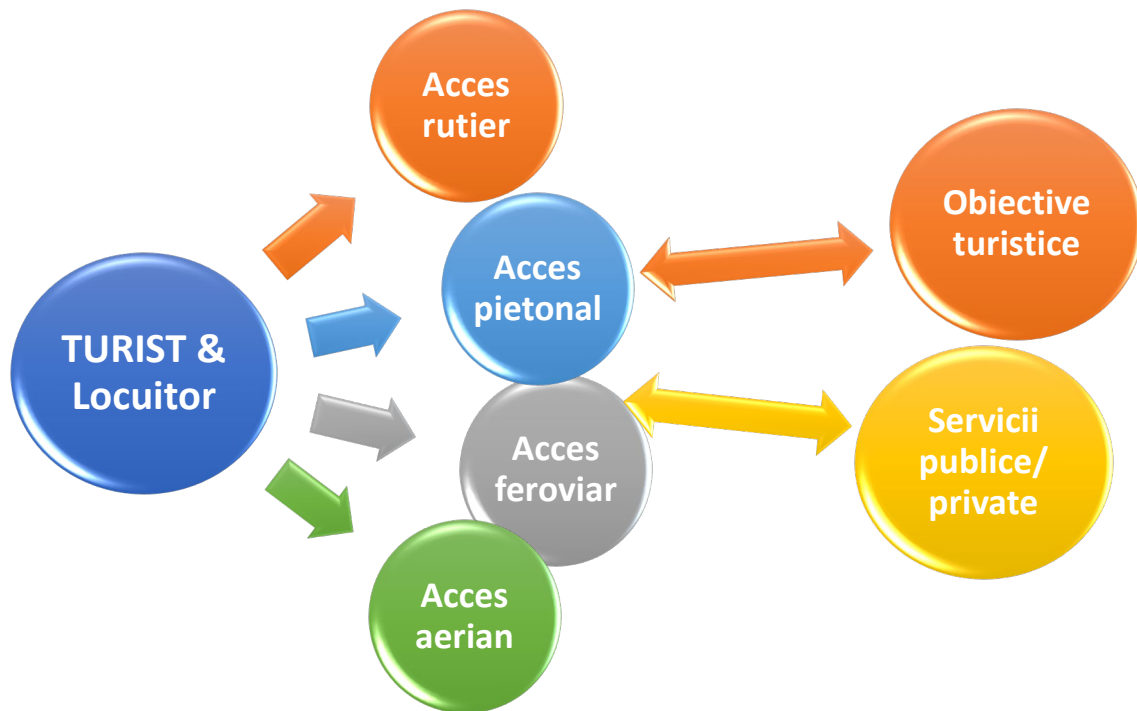 TURIST &
Locuitor
Acces
rutier
Acces
pietonal
Acces
feroviar
Acces
aerian
Obiective
turistice
Servicii
publice/
private